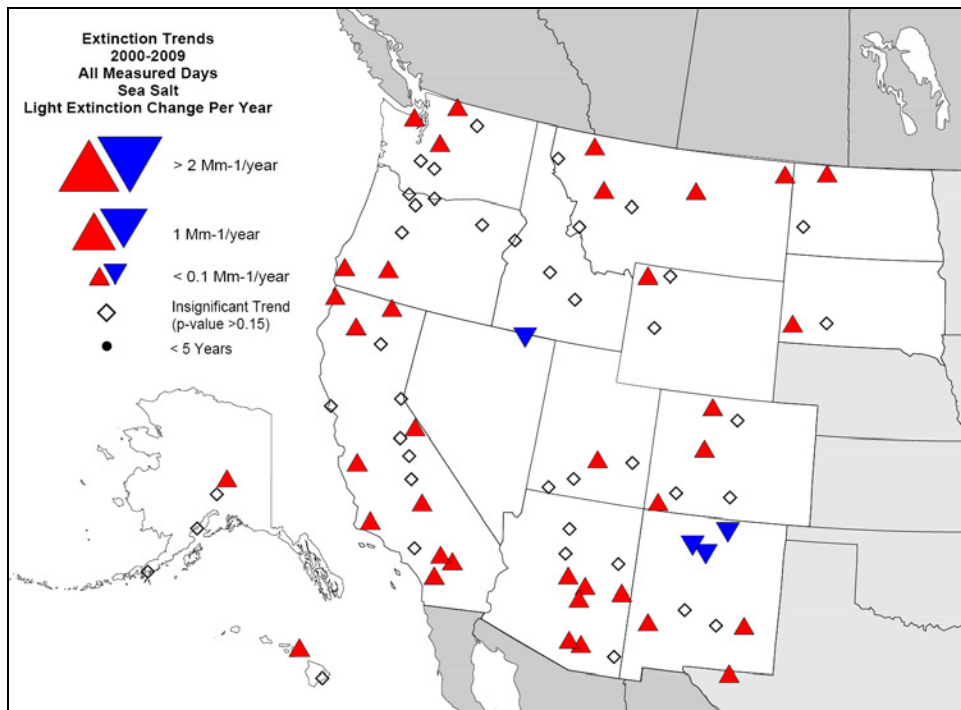 Extinction Trends
2000-2009
All Measured Days
Sea Salt
Light Extinction Change Per Year
> 2 Mm-1/year
1 Mm-1/year
< 0.1 Mm-1/year
Insignificant Trend
(p-value >0.15)
< 5 Years